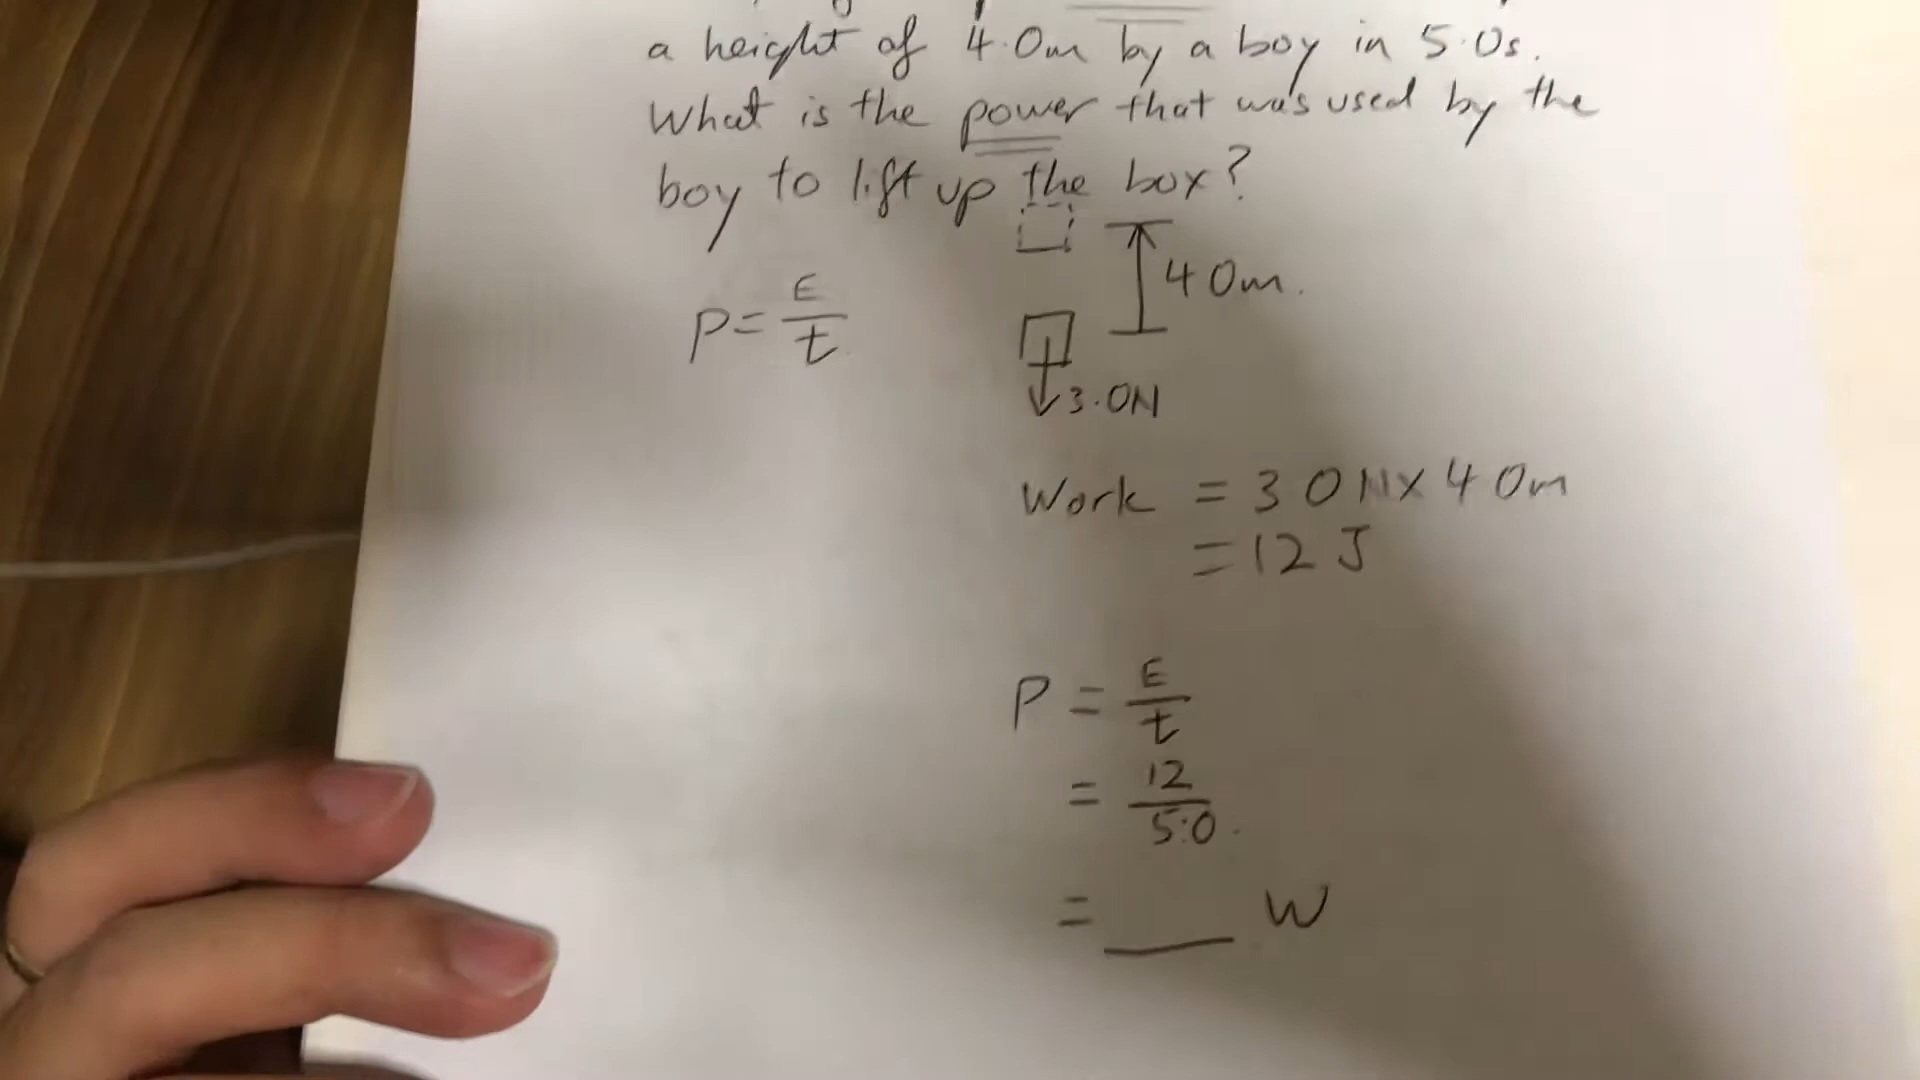 a height of 4.0m by a boy in 5.0s.
What is the power that was used by the
boy to lift up the box?
P = E/t
4 0m.
3.0N
Work = 3 0 N x 4 0m
= 12 J
P = E/t
= 12/5.0.
= ___ W